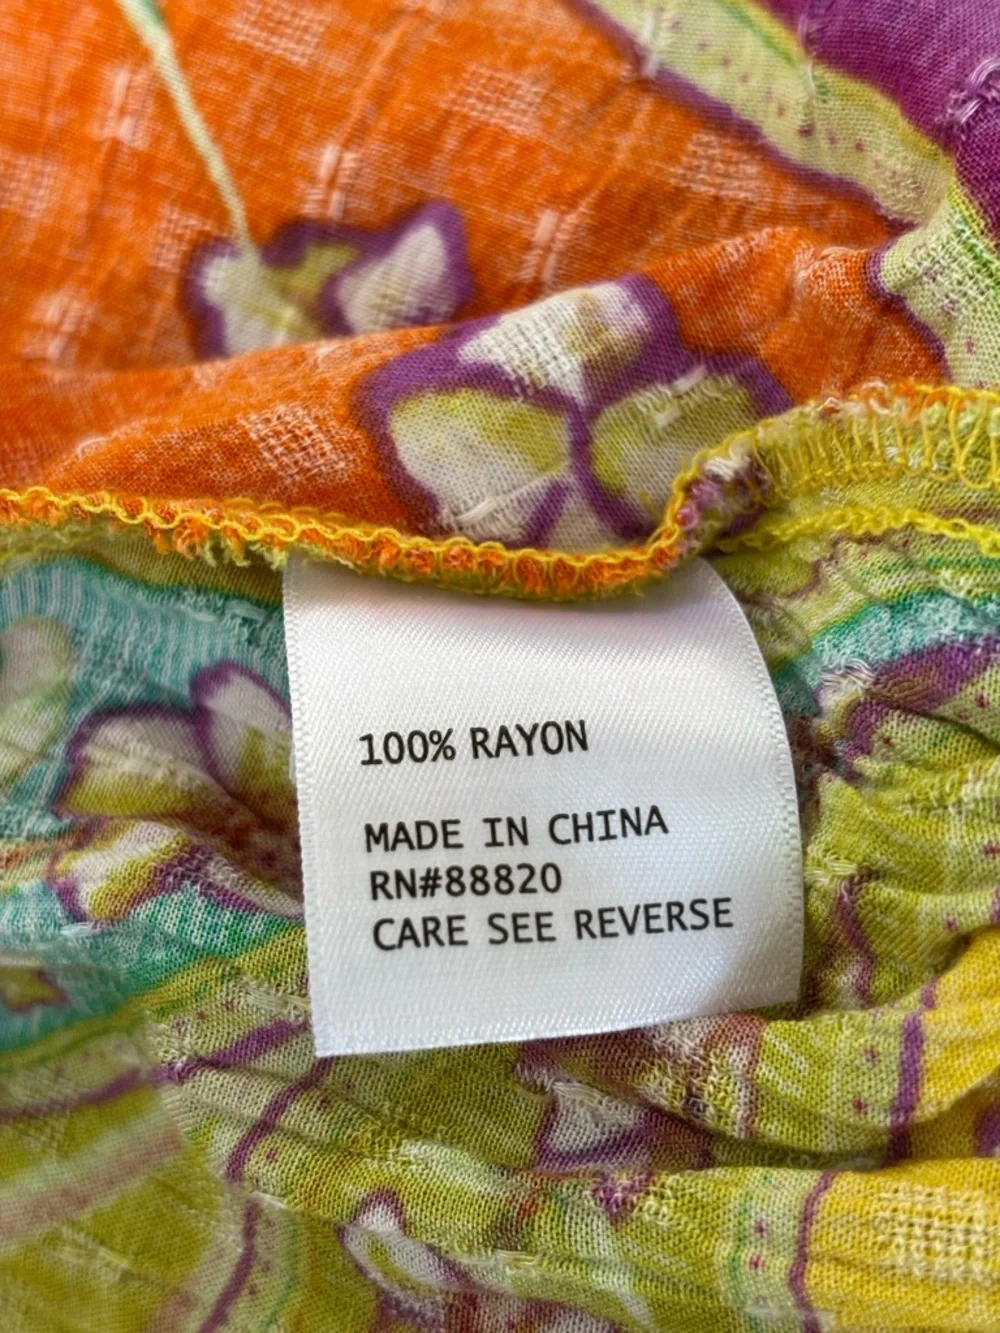 100% RAYON
MADE IN CHINA
RN#88820
CARE SEE REVERSE